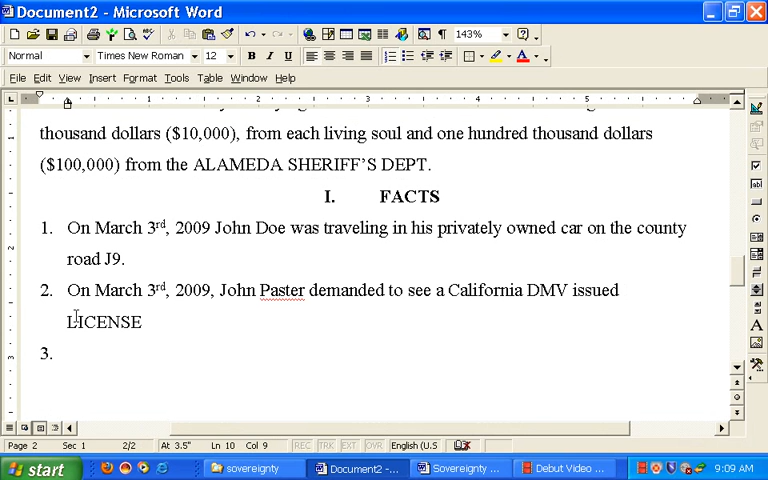 Document2 - Microsoft Word
143%
Normal Times New Roman 12
File Edit View Insert Format Tools Table Window Help
1 2 3 4 5
thousand dollars ($10,000), from each living soul and one hundred thousand dollars
($100,000) from the ALAMEDA SHERIFF'S DEPT.
I. FACTS
1. On March 3rd, 2009 John Doe was traveling in his privately owned car on the county
road J9.
2. On March 3rd, 2009, John Paster demanded to see a California DMV issued
LICENSE
3.
Page 2 Sec 1 2/2 At 3.5" Ln 10 Col 9 REC TRK EXT OVR English (U.S
start sovereignty Document2 - ... Sovereignty ... Debut Video ... 9:09 AM